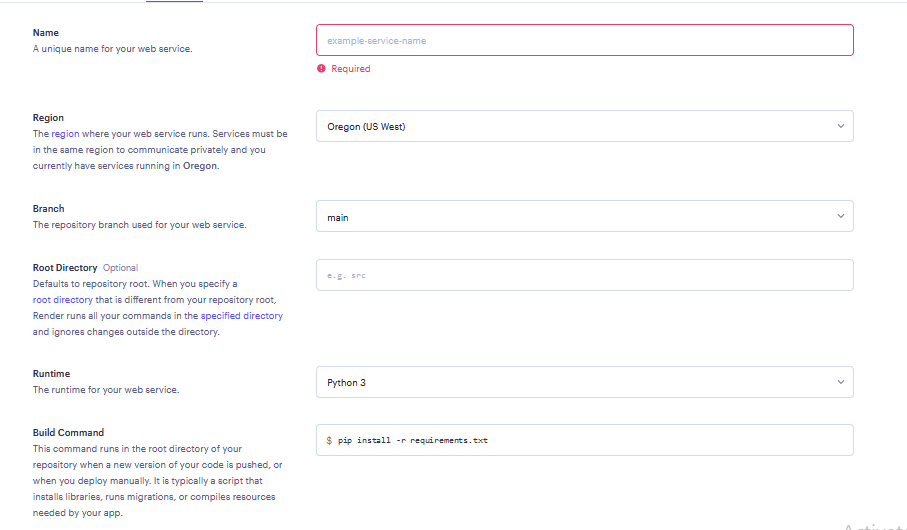 Name
A unique name for your web service.
example-service-name
Required
Region
The region where your web service runs. Services must be
in the same region to communicate privately and you
currently have services running in Oregon.
Oregon (US West)
Branch
The repository branch used for your web service.
main
Root Directory Optional
Defaults to repository root. When you specify a
root directory that is different from your repository root,
Render runs all your commands in the specified directory
and ignores changes outside the directory.
e.g. src
Runtime
The runtime for your web service.
Python 3
Build Command
This command runs in the root directory of your
repository when a new version of your code is pushed, or
when you deploy manually. It is typically a script that
installs libraries, runs migrations, or compiles resources
needed by your app.
$ pip install -r requirements.txt